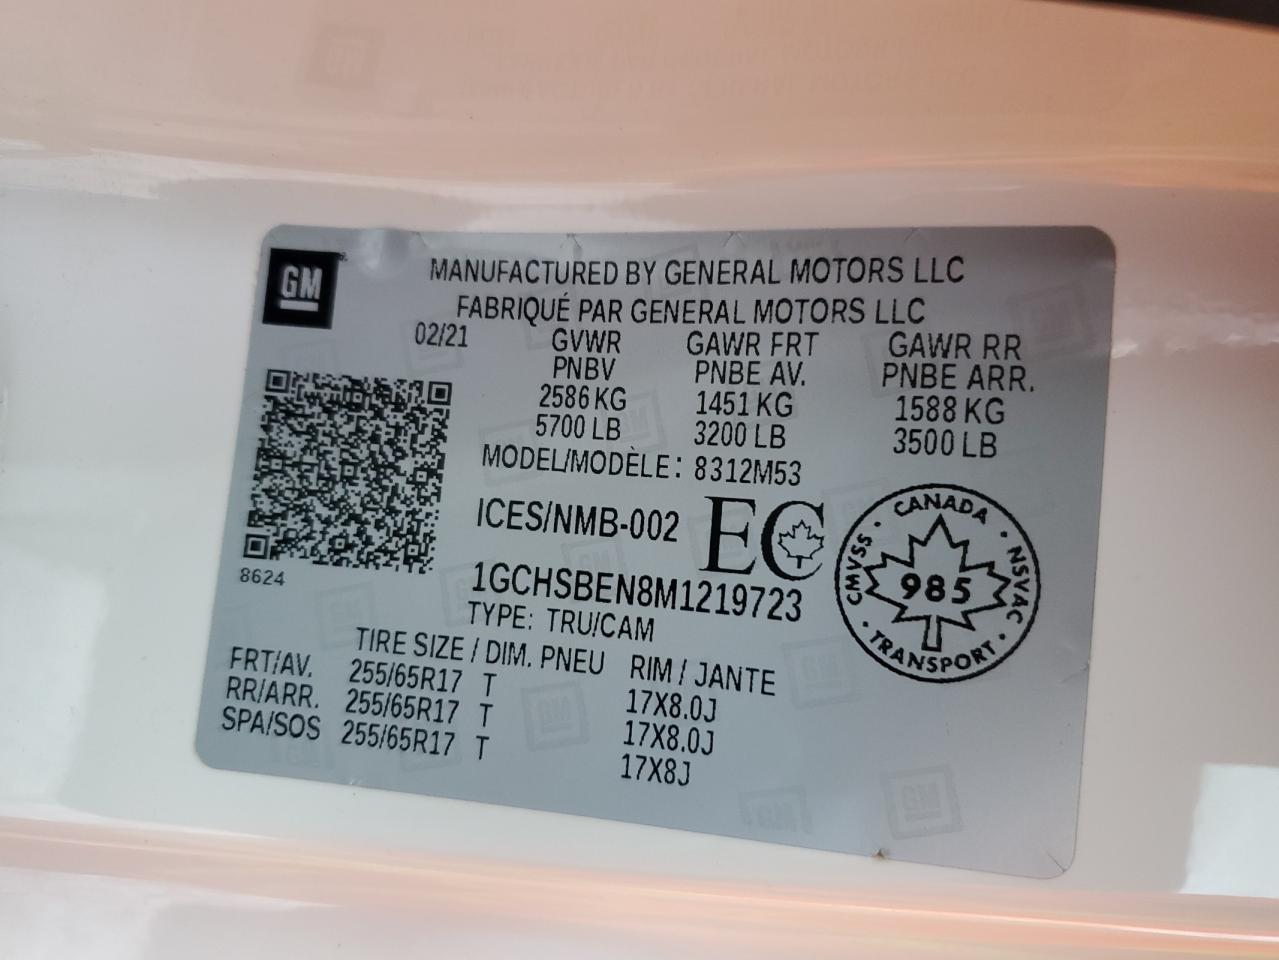 GM
MANUFACTURED BY GENERAL MOTORS LLC
FABRIQUÉ PAR GENERAL MOTORS LLC
02/21 GVWR GAWR FRT GAWR RR
PNBV PNBE AV. PNBE ARR.
2586 KG 1451 KG 1588 KG
5700 LB 3200 LB 3500 LB
MODEL/MODÈLE: 8312M53
ICES/NMB-002 EC
CANADA
CMVSS · NSVAC
985
TRANSPORT
8624
1GCHSBEN8M1219723
TYPE: TRU/CAM
TIRE SIZE / DIM. PNEU RIM / JANTE
FRT/AV. 255/65R17 T 17X8.0J
RR/ARR. 255/65R17 T 17X8.0J
SPA/SOS 255/65R17 T 17X8J